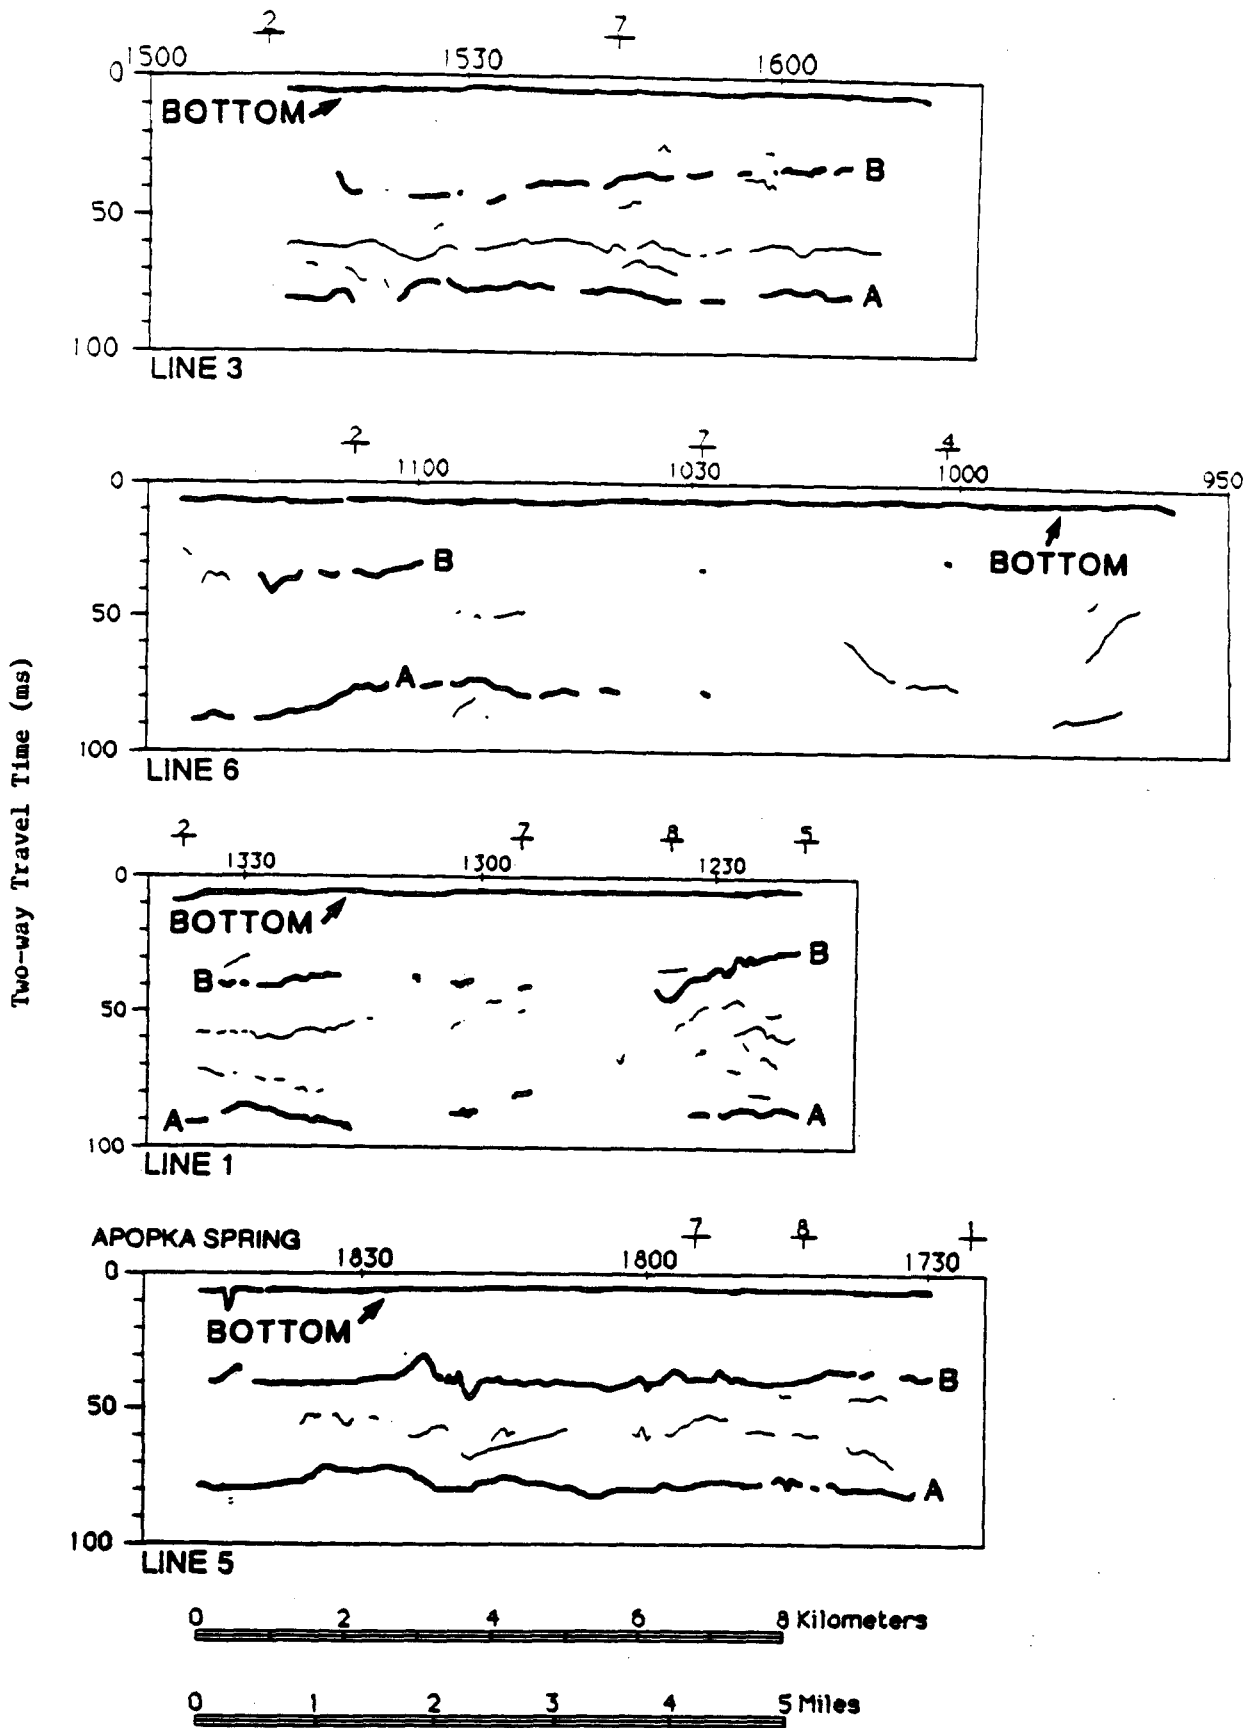 2 7
1500 1530 1600
0
BOTTOM
B
50
A
100
LINE 3
2 7 4
1100 1030 1000 950
0
B BOTTOM
50
A
100
LINE 6
Two-way Travel Time (ms)
2 7 8 5
1330 1300 1230
0
BOTTOM
B B
50
A A
100
LINE 1
APOPKA SPRING 7 8 1
1830 1800 1730
0
BOTTOM
B
50
A
100
LINE 5
0 2 4 6 8 Kilometers
0 1 2 3 4 5 Miles